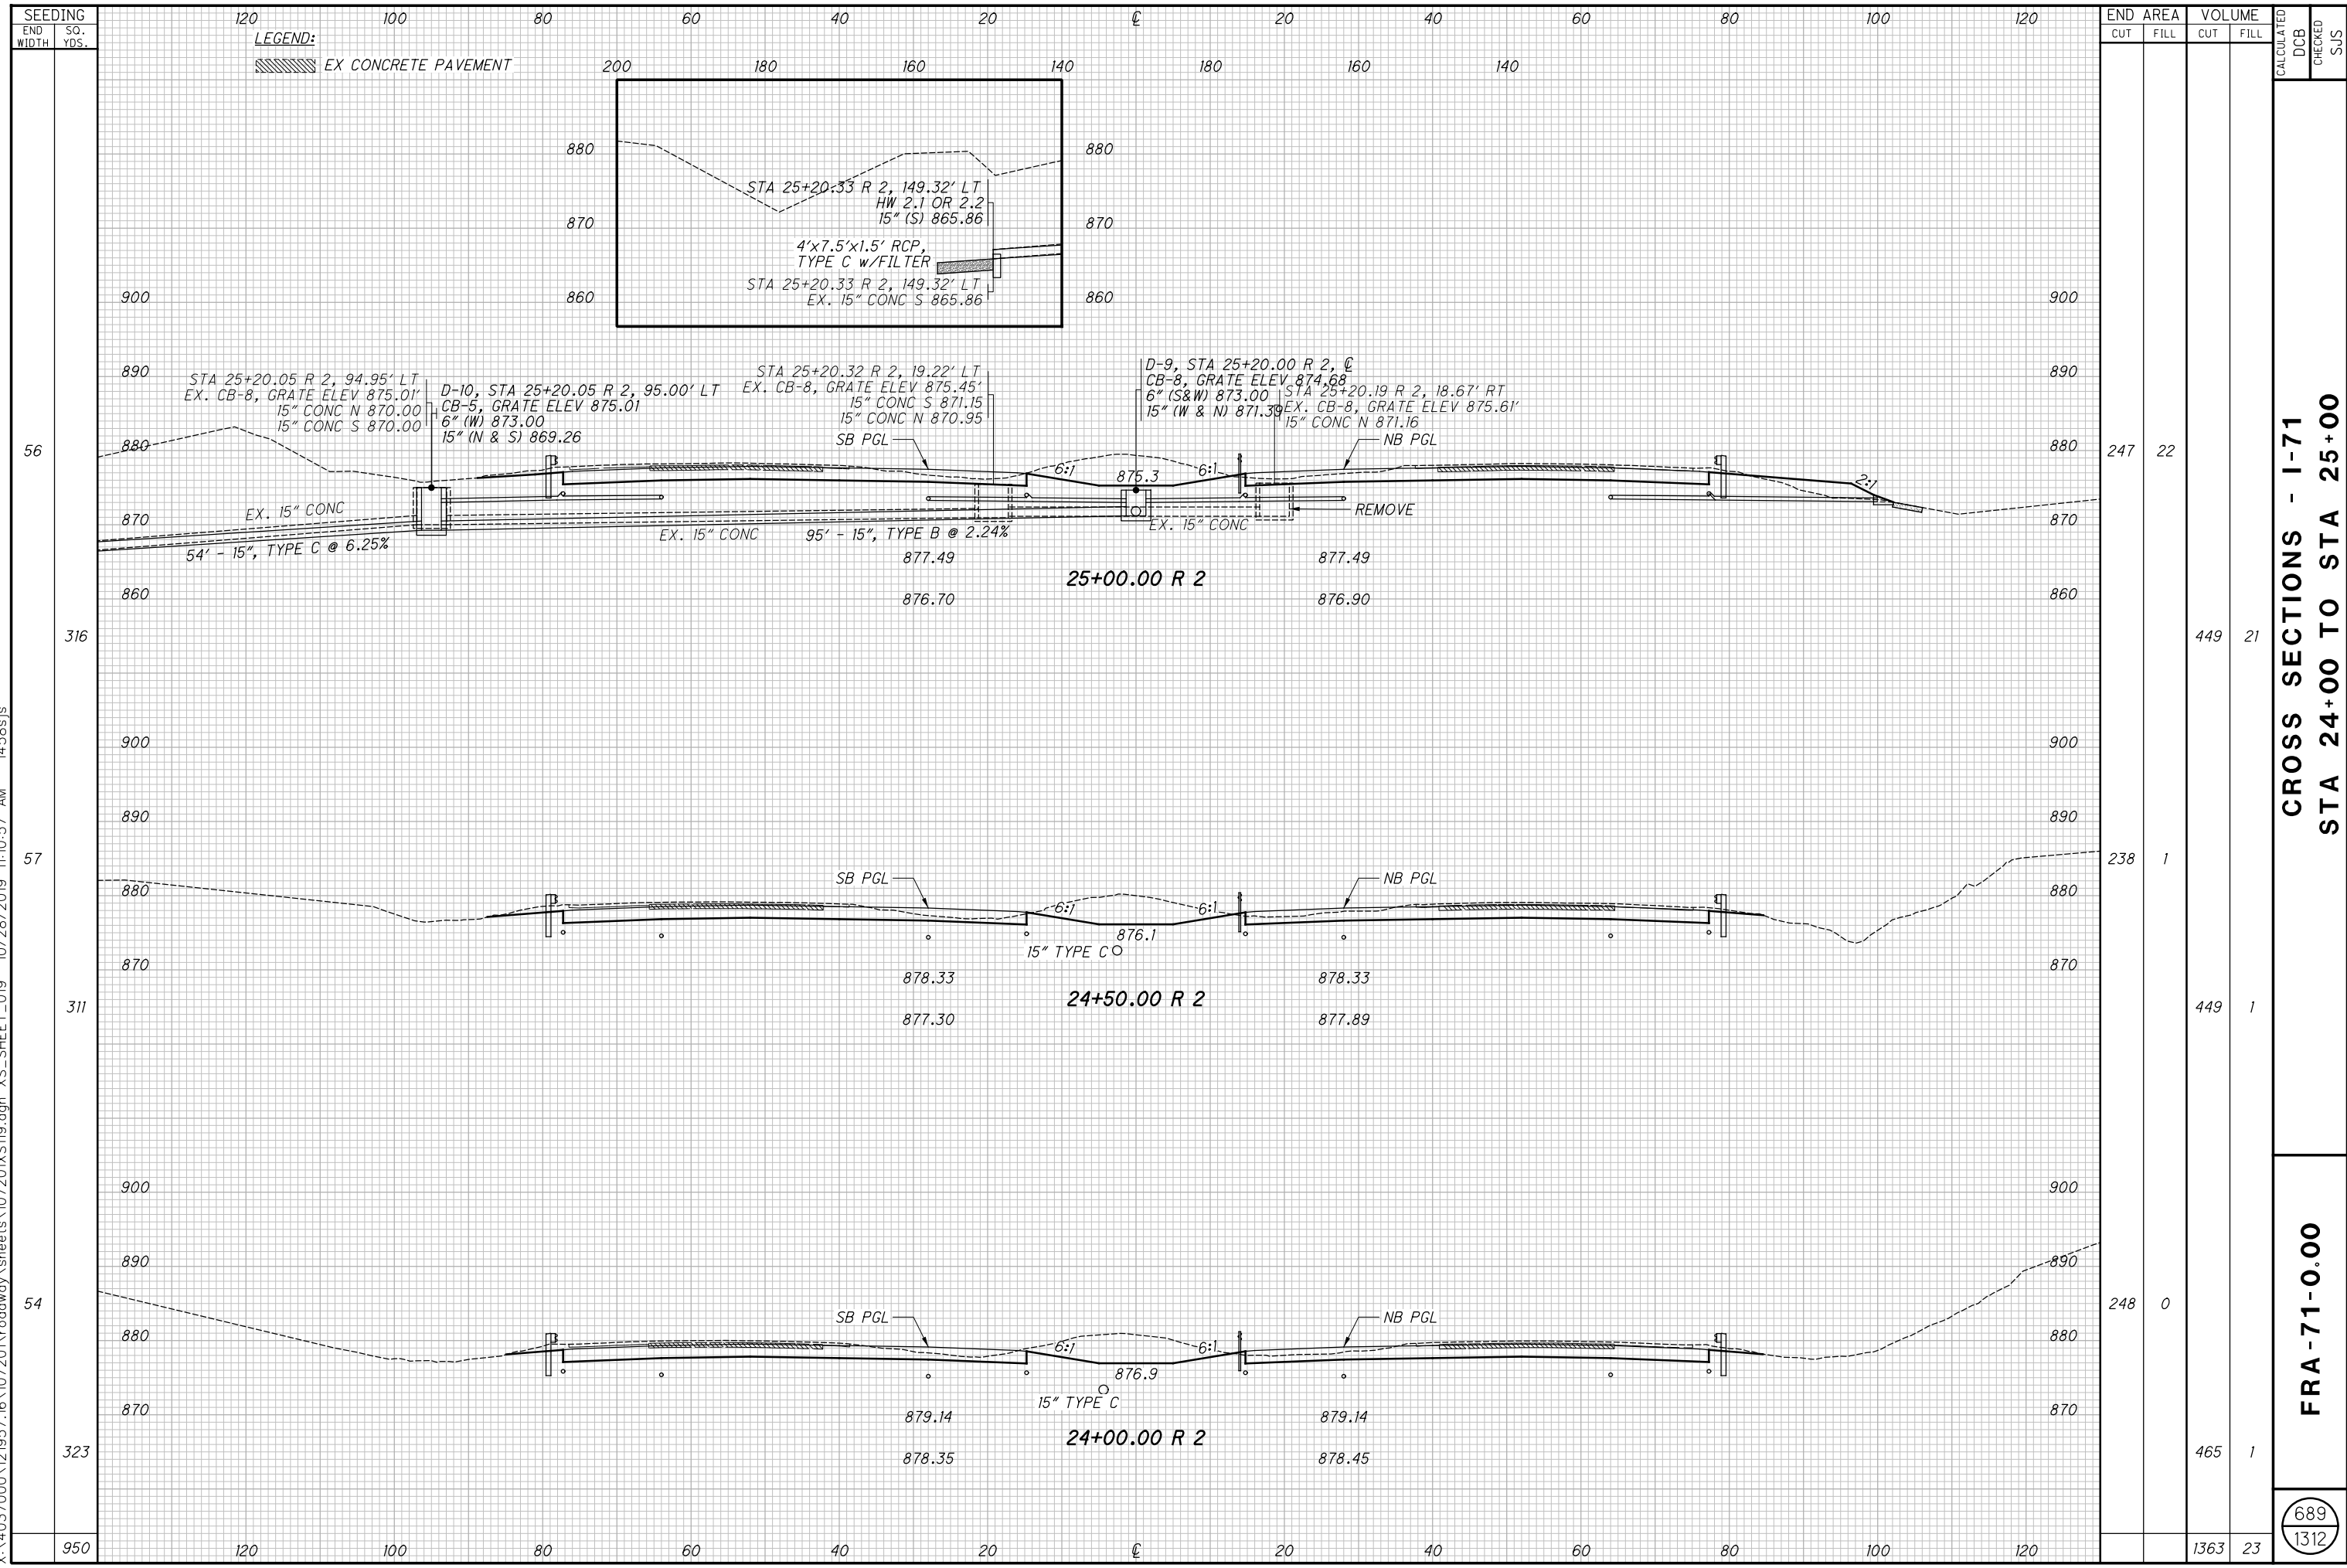 SEEDING
END WIDTH
SQ. YDS.
120 100 80 60 40 20 ℄ 20 40 60 80 100 120
END AREA
VOLUME
CUT FILL CUT FILL
CALCULATED
DCB
CHECKED
SJS
LEGEND:
EX CONCRETE PAVEMENT
200 180 160 140 180 160 140
880 880
STA 25+20.33 R 2, 149.32' LT
HW 2.1 OR 2.2
15" (S) 865.86
870 870
4'x7.5'x1.5' RCP,
TYPE C w/FILTER
STA 25+20.33 R 2, 149.32' LT
EX. 15" CONC S 865.86
860 860
900 900
890 890
STA 25+20.05 R 2, 94.95' LT
EX. CB-8, GRATE ELEV 875.01'
15" CONC N 870.00
15" CONC S 870.00
D-10, STA 25+20.05 R 2, 95.00' LT
CB-5, GRATE ELEV 875.01
6" (W) 873.00
15" (N & S) 869.26
STA 25+20.32 R 2, 19.22' LT
EX. CB-8, GRATE ELEV 875.45'
15" CONC S 871.15
15" CONC N 870.95
D-9, STA 25+20.00 R 2, ℄
CB-8, GRATE ELEV 874.68
6" (S&W) 873.00
15" (W & N) 871.39
STA 25+20.19 R 2, 18.67' RT
EX. CB-8, GRATE ELEV 875.61'
15" CONC N 871.16
SB PGL
NB PGL
880 880
56
247 22
6:1 875.3 6:1
2:1
EX. 15" CONC
870 870
REMOVE
EX. 15" CONC
EX. 15" CONC
95' - 15", TYPE B @ 2.24%
54' - 15", TYPE C @ 6.25%
877.49 877.49
25+00.00 R 2
876.70 876.90
860 860
316
449 21
900 900
890 890
57
238 1
SB PGL
NB PGL
880 880
6:1 6:1
876.1
15" TYPE C
870 870
878.33 878.33
24+50.00 R 2
877.30 877.89
311
449 1
900 900
890 890
54
248 0
SB PGL
NB PGL
880 880
6:1 6:1
876.9
15" TYPE C
870 870
879.14 879.14
24+00.00 R 2
878.35 878.45
323
465 1
950
120 100 80 60 40 20 ℄ 20 40 60 80 100 120
1363 23
CROSS SECTIONS - I-71
STA 24+00 TO STA 25+00
FRA-71-0.00
689
1312